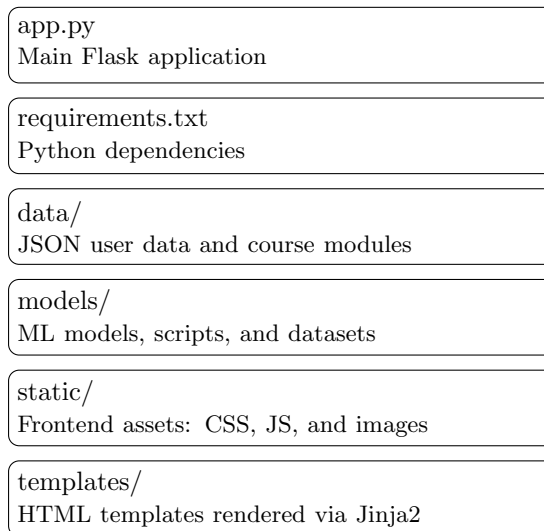 app.py
Main Flask application
requirements.txt
Python dependencies
data/
JSON user data and course modules
models/
ML models, scripts, and datasets
static/
Frontend assets: CSS, JS, and images
templates/
HTML templates rendered via Jinja2